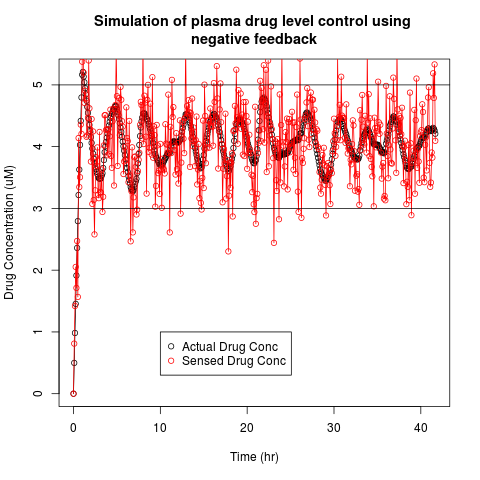 Simulation of plasma drug level control using
negative feedback
Drug Concentration (uM)
5
4
3
2
1
0
Actual Drug Conc
Sensed Drug Conc
0 10 20 30 40
Time (hr)